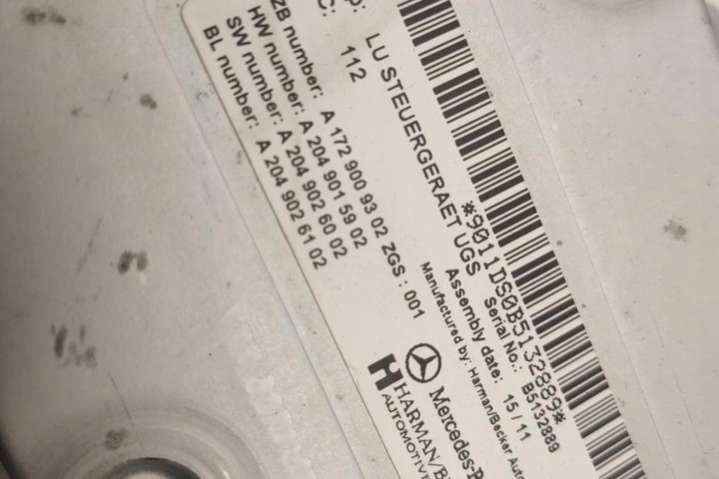 *9011DS0B5132889*
Serial No.: B5132889
LU STEUERGERAET UGS
Assembly date: 15/11
C: 112
Manufactured by: Harman/Becker
ZB number: A 172 900 93 02 ZGS: 001
HW number: A 204 901 59 02
SW number: A 204 902 60 02
BL number: A 204 902 61 02
HARMAN
AUTOMOTIVE